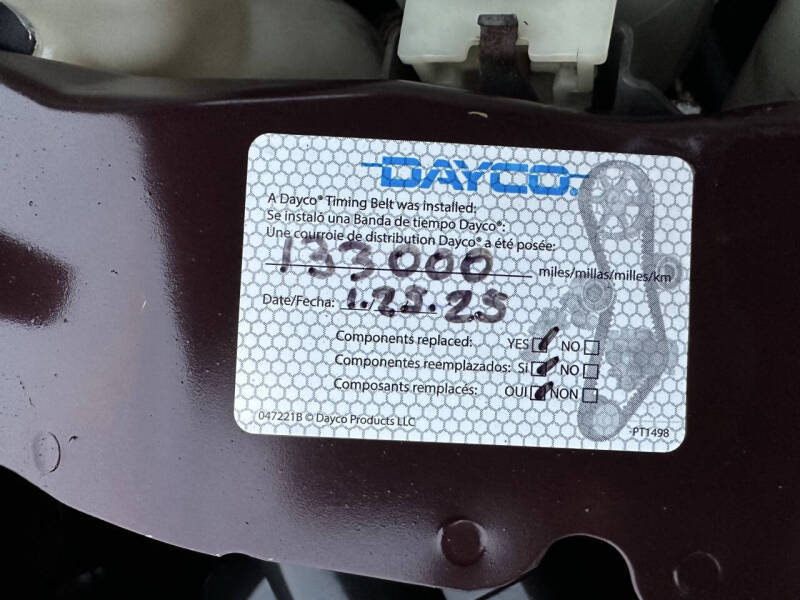 DAYCO.
A Dayco® Timing Belt was installed:
Se instaló una Banda de tiempo Dayco®:
Une courroie de distribution Dayco® a été posée:
133000 miles/millas/milles/km
Date/Fecha: 1.25.25
Components replaced: YES NO
Componentes reemplazados: Si NO
Composants remplacés: OUI NON
047221B © Dayco Products LLC
PT1498